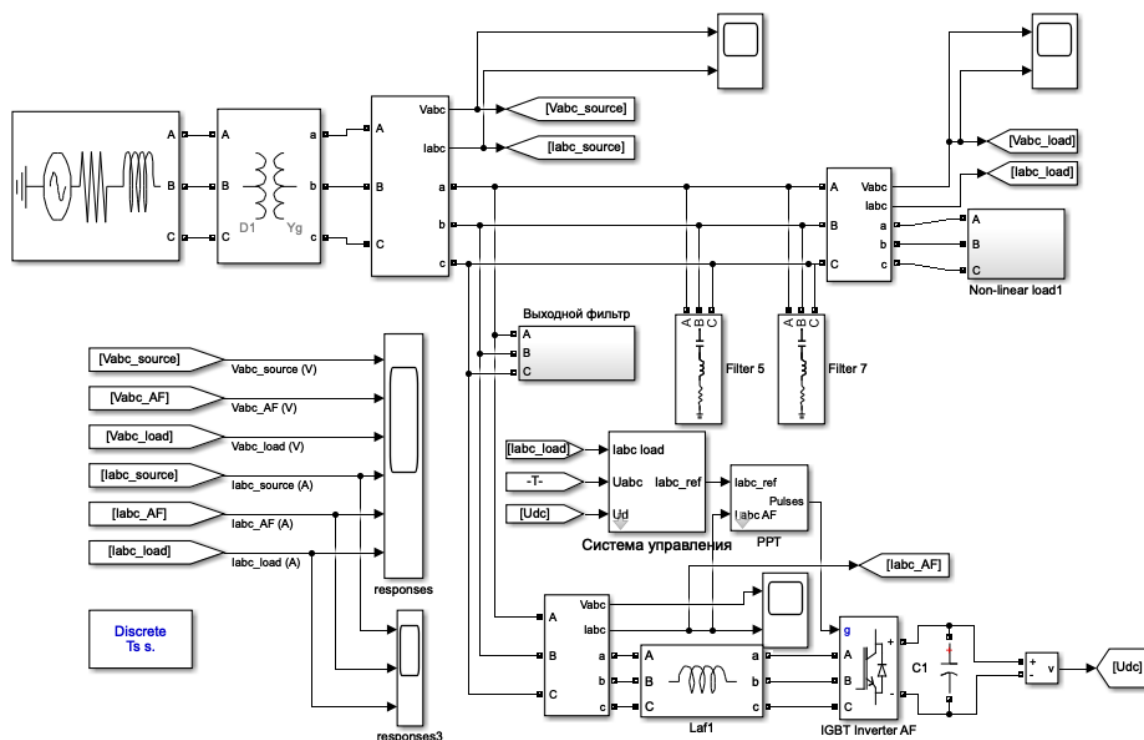 Vabc
[Vabc_source]
Iabc
[Iabc_source]
[Vabc_load]
[Iabc_load]
A
B
C
A
B
C
D1
Yg
a
b
c
A
B
C
a
b
c
A
B
C
Vabc
Iabc
a
b
c
A
B
C
Non-linear load1
Выходной фильтр
A
B
C
A B C
Filter 5
A B C
Filter 7
[Vabc_source]
Vabc_source (V)
[Vabc_AF]
Vabc_AF (V)
[Vabc_load]
Vabc_load (V)
[Iabc_source]
Iabc_source (A)
[Iabc_AF]
Iabc_AF (A)
[Iabc_load]
Iabc_load (A)
responses
responses3
Discrete
Ts s.
[Iabc_load]
-T-
[Udc]
Iabc load
Uabc
Ud
Iabc_ref
Система управления
Iabc_ref
Pulses
Iabc AF
PPT
[Iabc_AF]
A
B
C
Vabc
Iabc
a
b
c
A
B
C
a
b
c
Laf1
g
A
B
C
+
-
IGBT Inverter AF
C1
+
+
-
v
[Udc]